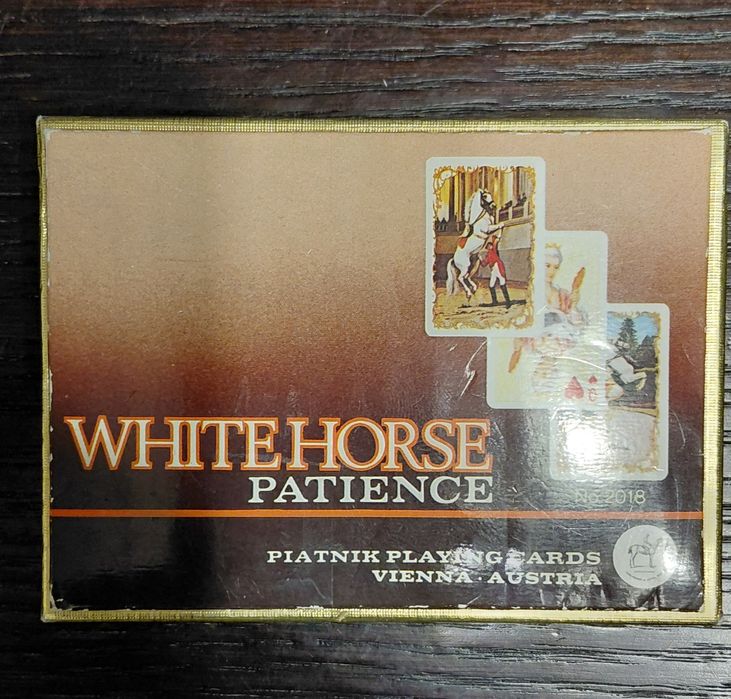 WHITE HORSE
PATIENCE
No 2018
PIATNIK PLAYING CARDS
VIENNA · AUSTRIA